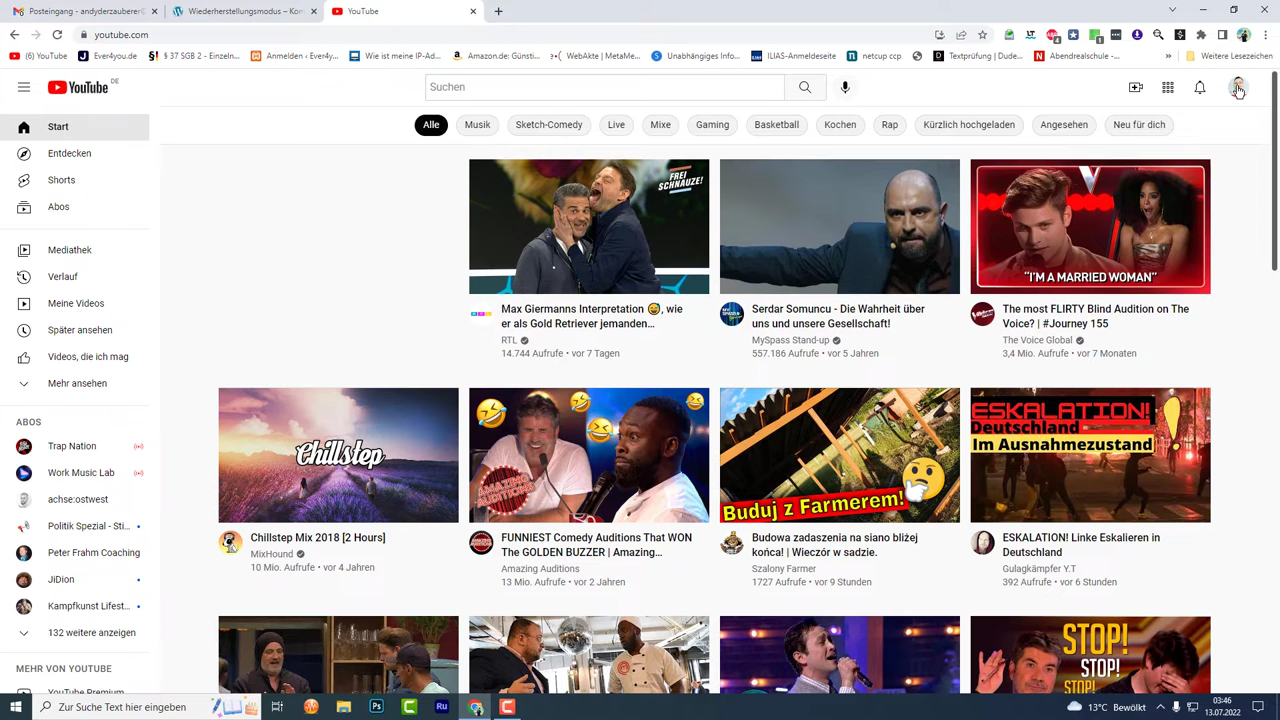 Posteingang - andyderzauberer@
Wiederherstellungsmodus – Kon
YouTube
youtube.com
(2) YouTube
Ever4you.de
§ 37 SGB 2 - Einzeln...
Anmelden ‹ Ever4y...
Wie ist meine IP-Ad...
Amazon.de: Günsti...
WebAkte | MetaMe...
Unabhängiges Infor...
ILIAS-Anmeldeseite
netcup ccp
Textprüfung | Dude...
Abendrealschule - ...
»
Weitere Lesezeichen
YouTube DE
Suchen
Start
Entdecken
Shorts
Abos
Mediathek
Verlauf
Meine Videos
Später ansehen
Videos, die ich mag
Mehr ansehen
ABOS
Trap Nation
Work Music Lab
achse:ostwest
Politik Spezial - Sti...
Peter Frahm Coaching
JiDion
Kampfkunst Lifest...
132 weitere anzeigen
MEHR VON YOUTUBE
YouTube Premium
Alle
Musik
Sketch-Comedy
Live
Mixe
Gaming
Basketball
Kochen
Rap
Kürzlich hochgeladen
Angesehen
Neu für dich
FREI
SCHNAUZE!
Max Giermanns Interpretation 😅, wie
er als Gold Retriever jemanden...
RTL
14.744 Aufrufe • vor 7 Tagen
Serdar Somuncu - Die Wahrheit über
uns und unsere Gesellschaft!
MySpass Stand-up
557.186 Aufrufe • vor 5 Jahren
"I'M A MARRIED WOMAN"
The most FLIRTY Blind Audition on The
Voice? | #Journey 155
The Voice Global
3,4 Mio. Aufrufe • vor 7 Monaten
Chillstep
Chillstep Mix 2018 [2 Hours]
MixHound
10 Mio. Aufrufe • vor 4 Jahren
AMAZING
AUDITIONS
FUNNIEST Comedy Auditions That WON
The GOLDEN BUZZER | Amazing...
Amazing Auditions
13 Mio. Aufrufe • vor 2 Jahren
Buduj z Farmerem!
Budowa zadaszenia na siano bliżej
końca! | Wieczór w sadzie.
Szalony Farmer
1727 Aufrufe • vor 9 Stunden
ESKALATION!
Deutschland
Im Ausnahmezustand
ESKALATION! Linke Eskalieren in
Deutschland
Gulagkämpfer Y.T
392 Aufrufe • vor 6 Stunden
STOP!
STOP!
STOP!
Zur Suche Text hier eingeben
13°C Bewölkt
03:46
13.07.2022